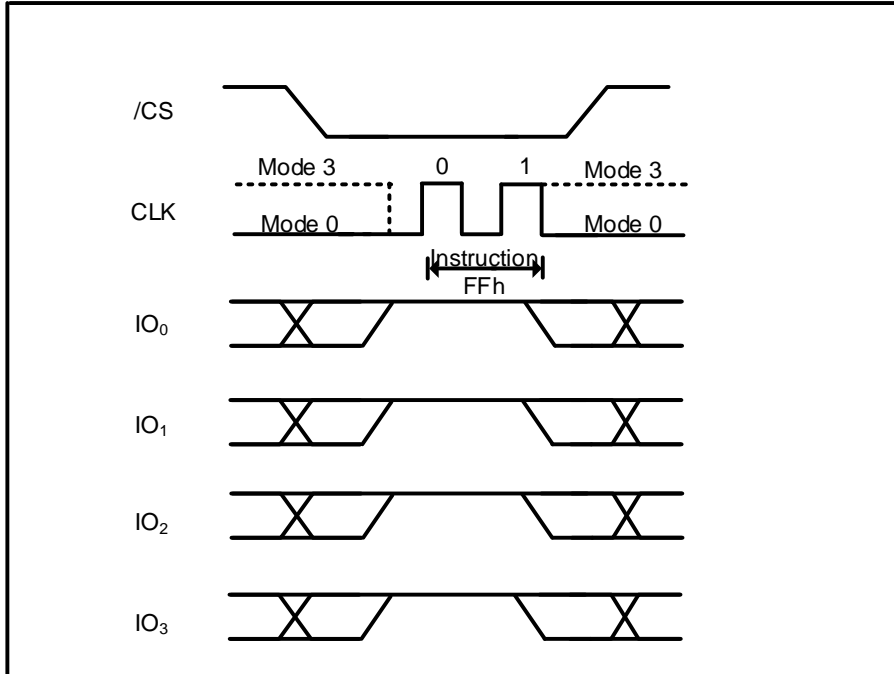 /CS
Mode 3 0 1 Mode 3
CLK
Mode 0 Mode 0
Instruction
FFh
IO₀
IO₁
IO₂
IO₃